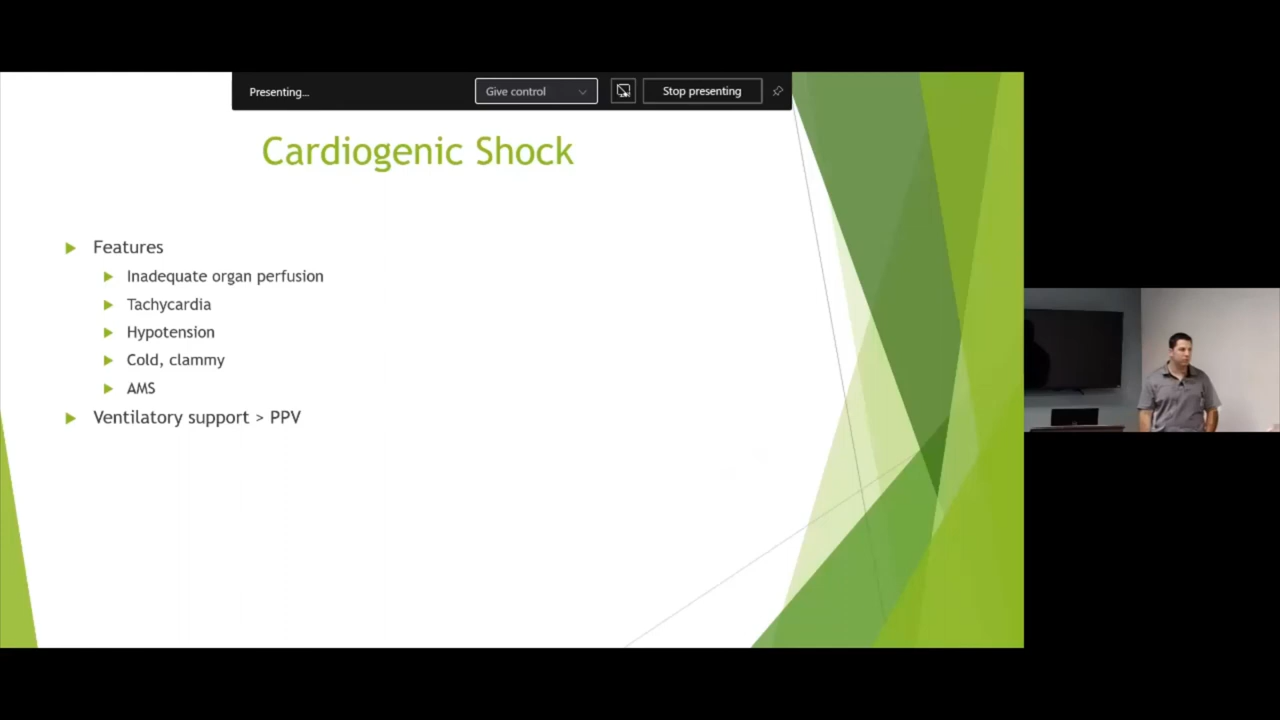 Presenting...
Give control
Stop presenting
Cardiogenic Shock
Features
Inadequate organ perfusion
Tachycardia
Hypotension
Cold, clammy
AMS
Ventilatory support > PPV